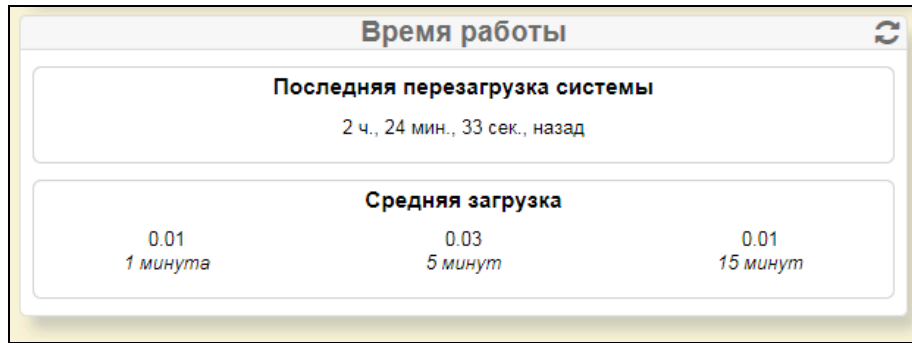 Время работы
Последняя перезагрузка системы
2 ч., 24 мин., 33 сек., назад
Средняя загрузка
0.01 0.03 0.01
1 минута 5 минут 15 минут